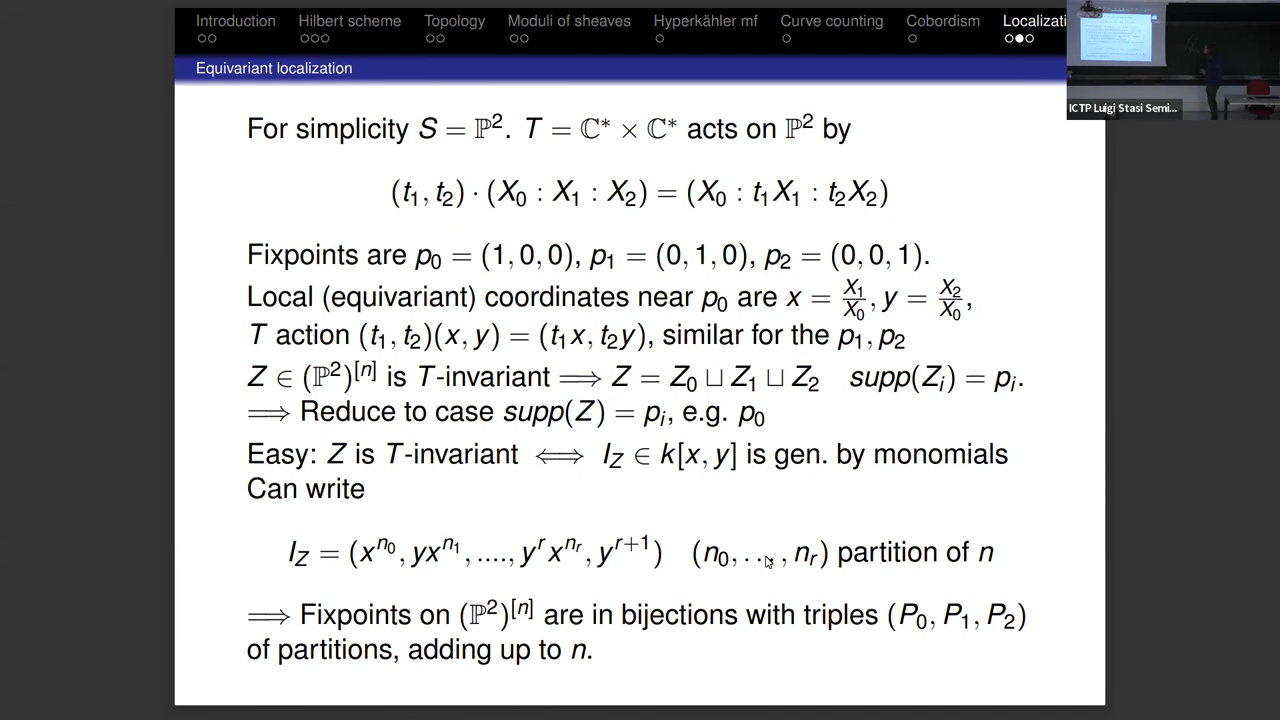 Introduction Hilbert scheme Topology Moduli of sheaves Hyperkähler mf Curve counting Cobordism Localizati
Equivariant localization
ICTP Luigi Stasi Semi...
For simplicity S = ℙ². T = ℂ* × ℂ* acts on ℙ² by
(t₁, t₂) · (X₀ : X₁ : X₂) = (X₀ : t₁X₁ : t₂X₂)
Fixpoints are p₀ = (1, 0, 0), p₁ = (0, 1, 0), p₂ = (0, 0, 1).
Local (equivariant) coordinates near p₀ are x = X₁/X₀, y = X₂/X₀,
T action (t₁, t₂)(x, y) = (t₁x, t₂y), similar for the p₁, p₂
Z ∈ (ℙ²)^[n] is T-invariant ⟹ Z = Z₀ ⊔ Z₁ ⊔ Z₂ supp(Zᵢ) = pᵢ.
⟹ Reduce to case supp(Z) = pᵢ, e.g. p₀
Easy: Z is T-invariant ⟺ I_Z ∈ k[x, y] is gen. by monomials
Can write
I_Z = (x^{n₀}, yx^{n₁}, ...., y^r x^{n_r}, y^{r+1}) (n₀, . . . , n_r) partition of n
⟹ Fixpoints on (ℙ²)^[n] are in bijections with triples (P₀, P₁, P₂)
of partitions, adding up to n.